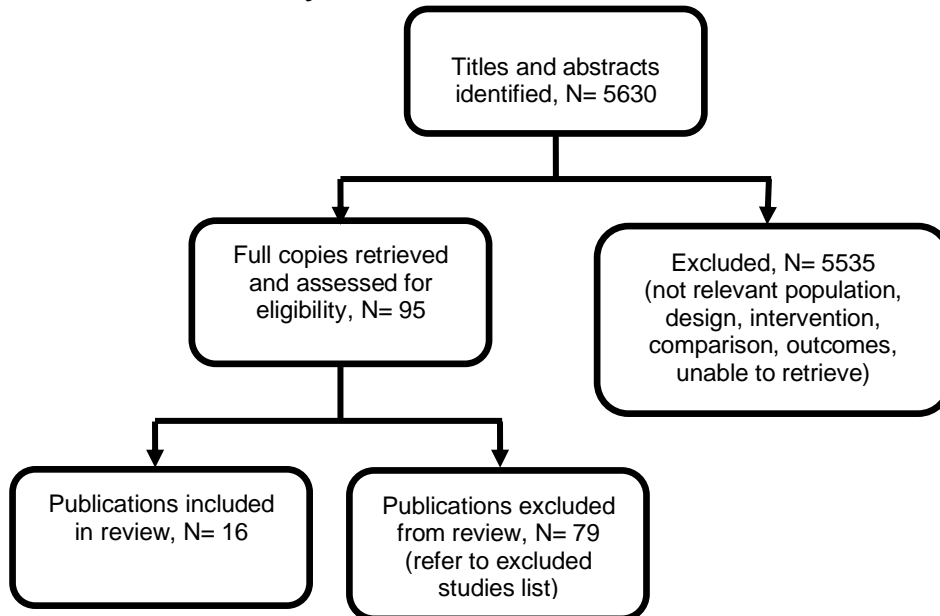 Titles and abstracts
identified, N= 5630
Full copies retrieved
and assessed for
eligibility, N= 95
Excluded, N= 5535
(not relevant population,
design, intervention,
comparison, outcomes,
unable to retrieve)
Publications included
in review, N= 16
Publications excluded
from review, N= 79
(refer to excluded
studies list)